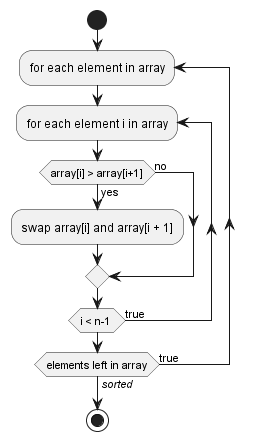 for each element in array
for each element i in array
array[i] > array[i+1]
no
yes
swap array[i] and array[i + 1]
i < n-1
true
elements left in array
true
sorted